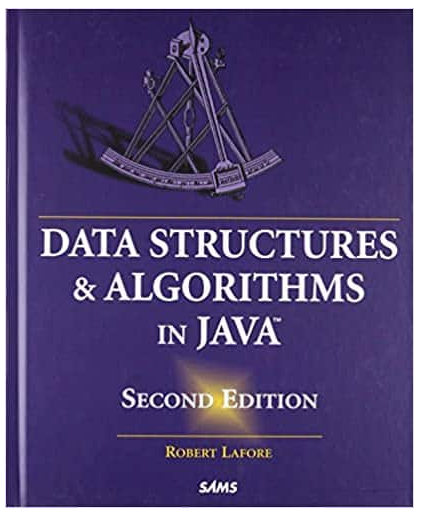 DATA STRUCTURES
& ALGORITHMS
IN JAVA™
SECOND EDITION
ROBERT LAFORE
SAMS